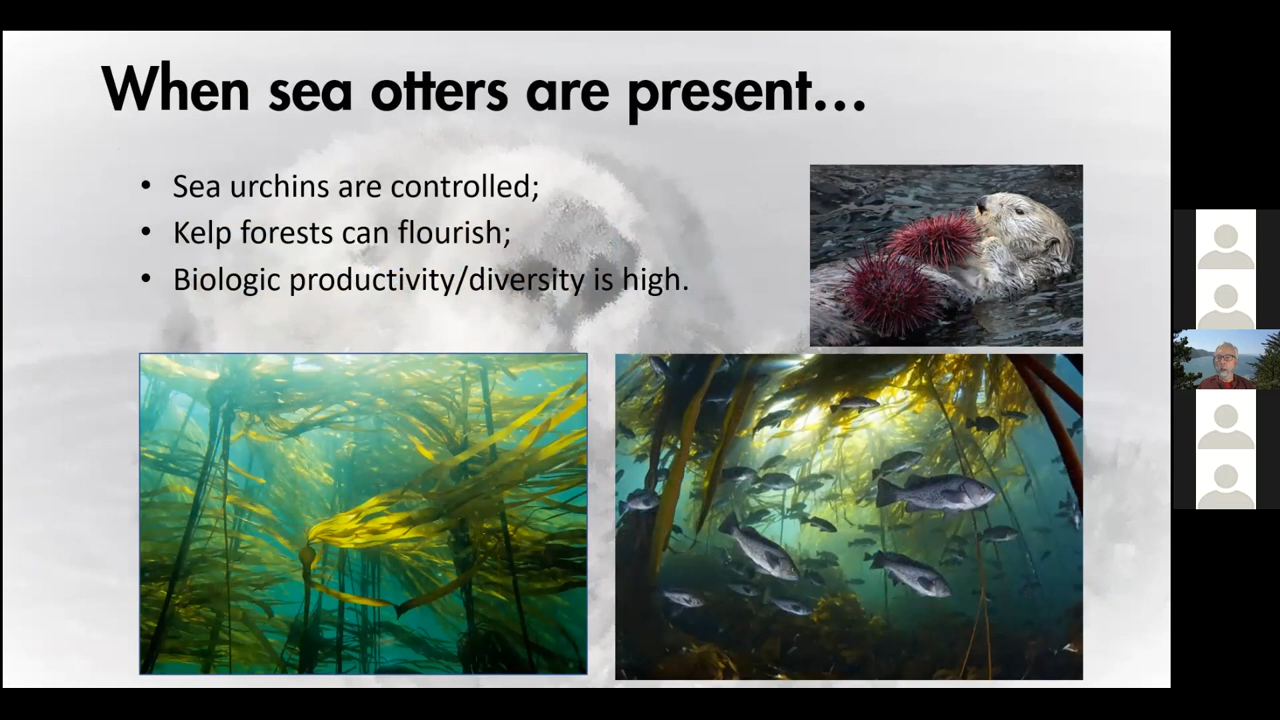 When sea otters are present...
• Sea urchins are controlled;
• Kelp forests can flourish;
• Biologic productivity/diversity is high.